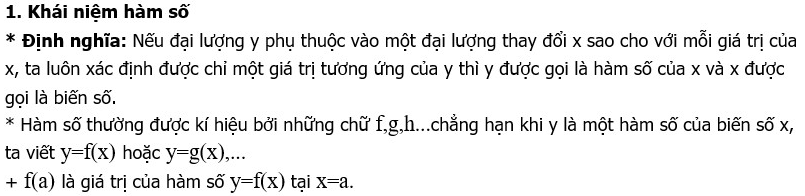 1. Khái niệm hàm số
* Định nghĩa: Nếu đại lượng y phụ thuộc vào một đại lượng thay đổi x sao cho với mỗi giá trị của
x, ta luôn xác định được chỉ một giá trị tương ứng của y thì y được gọi là hàm số của x và x được
gọi là biến số.
* Hàm số thường được kí hiệu bởi những chữ f,g,h...chẳng hạn khi y là một hàm số của biến số x,
ta viết y=f(x) hoặc y=g(x),...
+ f(a) là giá trị của hàm số y=f(x) tại x=a.